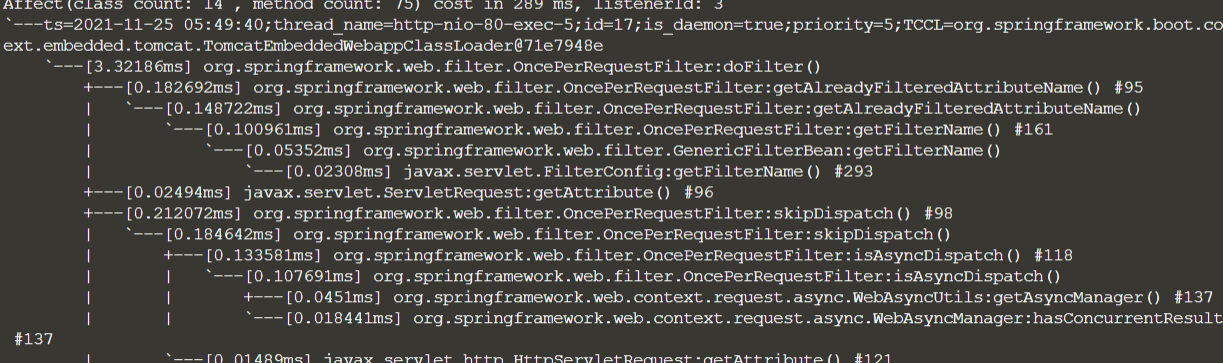 Affect(class count: 14 , method count: 75) cost in 289 ms, listenerId: 3
`---ts=2021-11-25 05:49:40;thread_name=http-nio-80-exec-5;id=17;is_daemon=true;priority=5;TCCL=org.springframework.boot.co
ext.embedded.tomcat.TomcatEmbeddedWebappClassLoader@71e7948e
    `---[3.32186ms] org.springframework.web.filter.OncePerRequestFilter:doFilter()
        +---[0.182692ms] org.springframework.web.filter.OncePerRequestFilter:getAlreadyFilteredAttributeName() #95
        |   `---[0.148722ms] org.springframework.web.filter.OncePerRequestFilter:getAlreadyFilteredAttributeName()
        |       `---[0.100961ms] org.springframework.web.filter.OncePerRequestFilter:getFilterName() #161
        |           `---[0.05352ms] org.springframework.web.filter.GenericFilterBean:getFilterName()
        |               `---[0.02308ms] javax.servlet.FilterConfig:getFilterName() #293
        +---[0.02494ms] javax.servlet.ServletRequest:getAttribute() #96
        +---[0.212072ms] org.springframework.web.filter.OncePerRequestFilter:skipDispatch() #98
        |   `---[0.184642ms] org.springframework.web.filter.OncePerRequestFilter:skipDispatch()
        |       +---[0.133581ms] org.springframework.web.filter.OncePerRequestFilter:isAsyncDispatch() #118
        |       |   `---[0.107691ms] org.springframework.web.filter.OncePerRequestFilter:isAsyncDispatch()
        |       |       +---[0.0451ms] org.springframework.web.context.request.async.WebAsyncUtils:getAsyncManager() #137
        |       |       `---[0.018441ms] org.springframework.web.context.request.async.WebAsyncManager:hasConcurrentResult
 #137
        |       `---[0.01489ms] javax.servlet.http.HttpServletRequest:getAttribute() #121